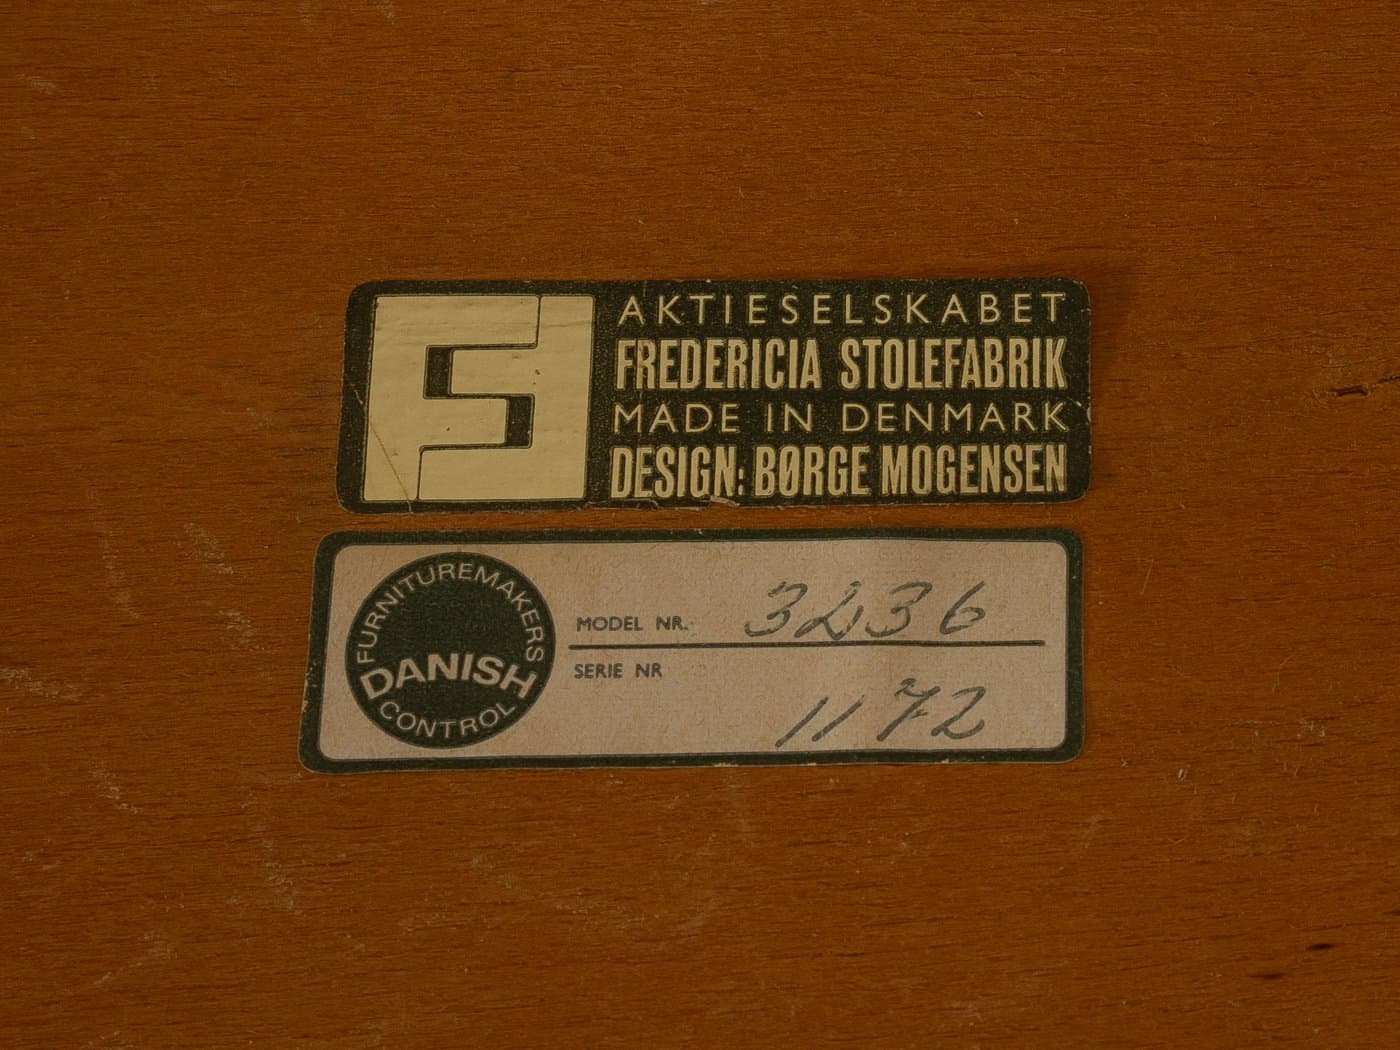 AKTIESELSKABET
FREDERICIA STOLEFABRIK
MADE IN DENMARK
DESIGN: BØRGE MOGENSEN
FURNITUREMAKERS
DANISH
CONTROL
MODEL NR. 3236
SERIE NR 1172